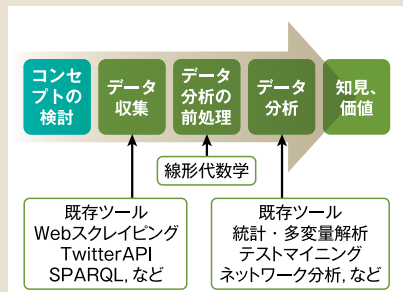 コンセ
プトの
検討
データ
収集
データ
分析の
前処理
データ
分析
知見、
価値
線形代数学
既存ツール
Webスクレイピング
TwitterAPI
SPARQL, など
既存ツール
統計・多変量解析
テストマイニング
ネットワーク分析, など